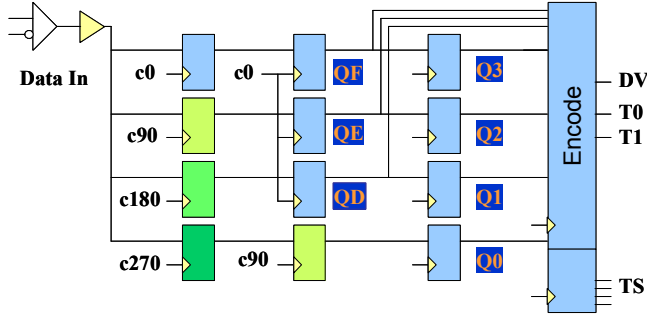 Data In
c0 c0 QF Q3
DV
c90 QE Q2
T0
T1
Encode
c180 QD Q1
c270 c90 Q0
TS